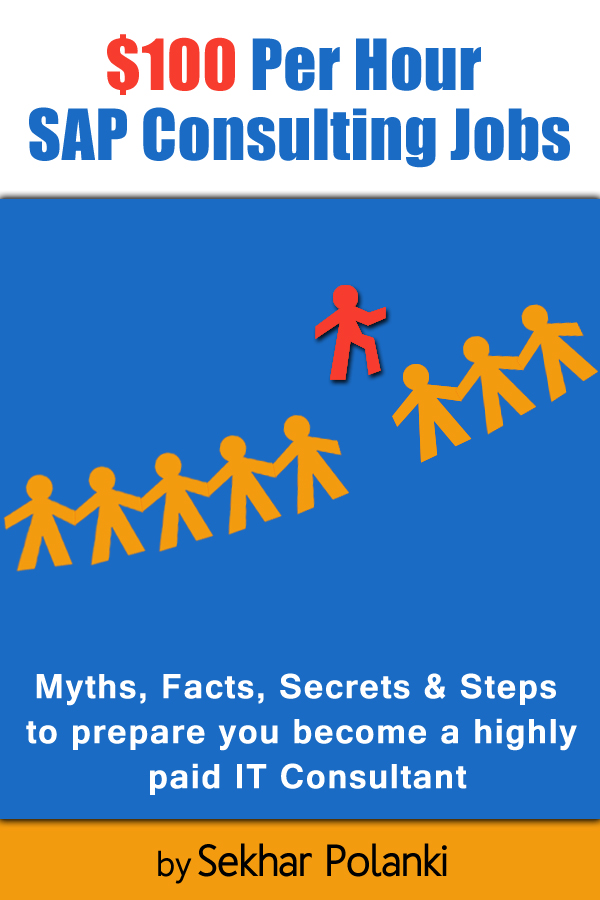 $100 Per Hour
SAP Consulting Jobs
Myths, Facts, Secrets & Steps
to prepare you become a highly
paid IT Consultant
by Sekhar Polanki